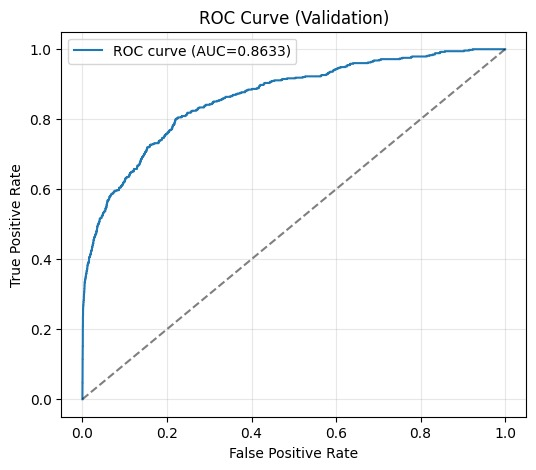 ROC Curve (Validation)
ROC curve (AUC=0.8633)
True Positive Rate
1.0
0.8
0.6
0.4
0.2
0.0
0.0 0.2 0.4 0.6 0.8 1.0
False Positive Rate